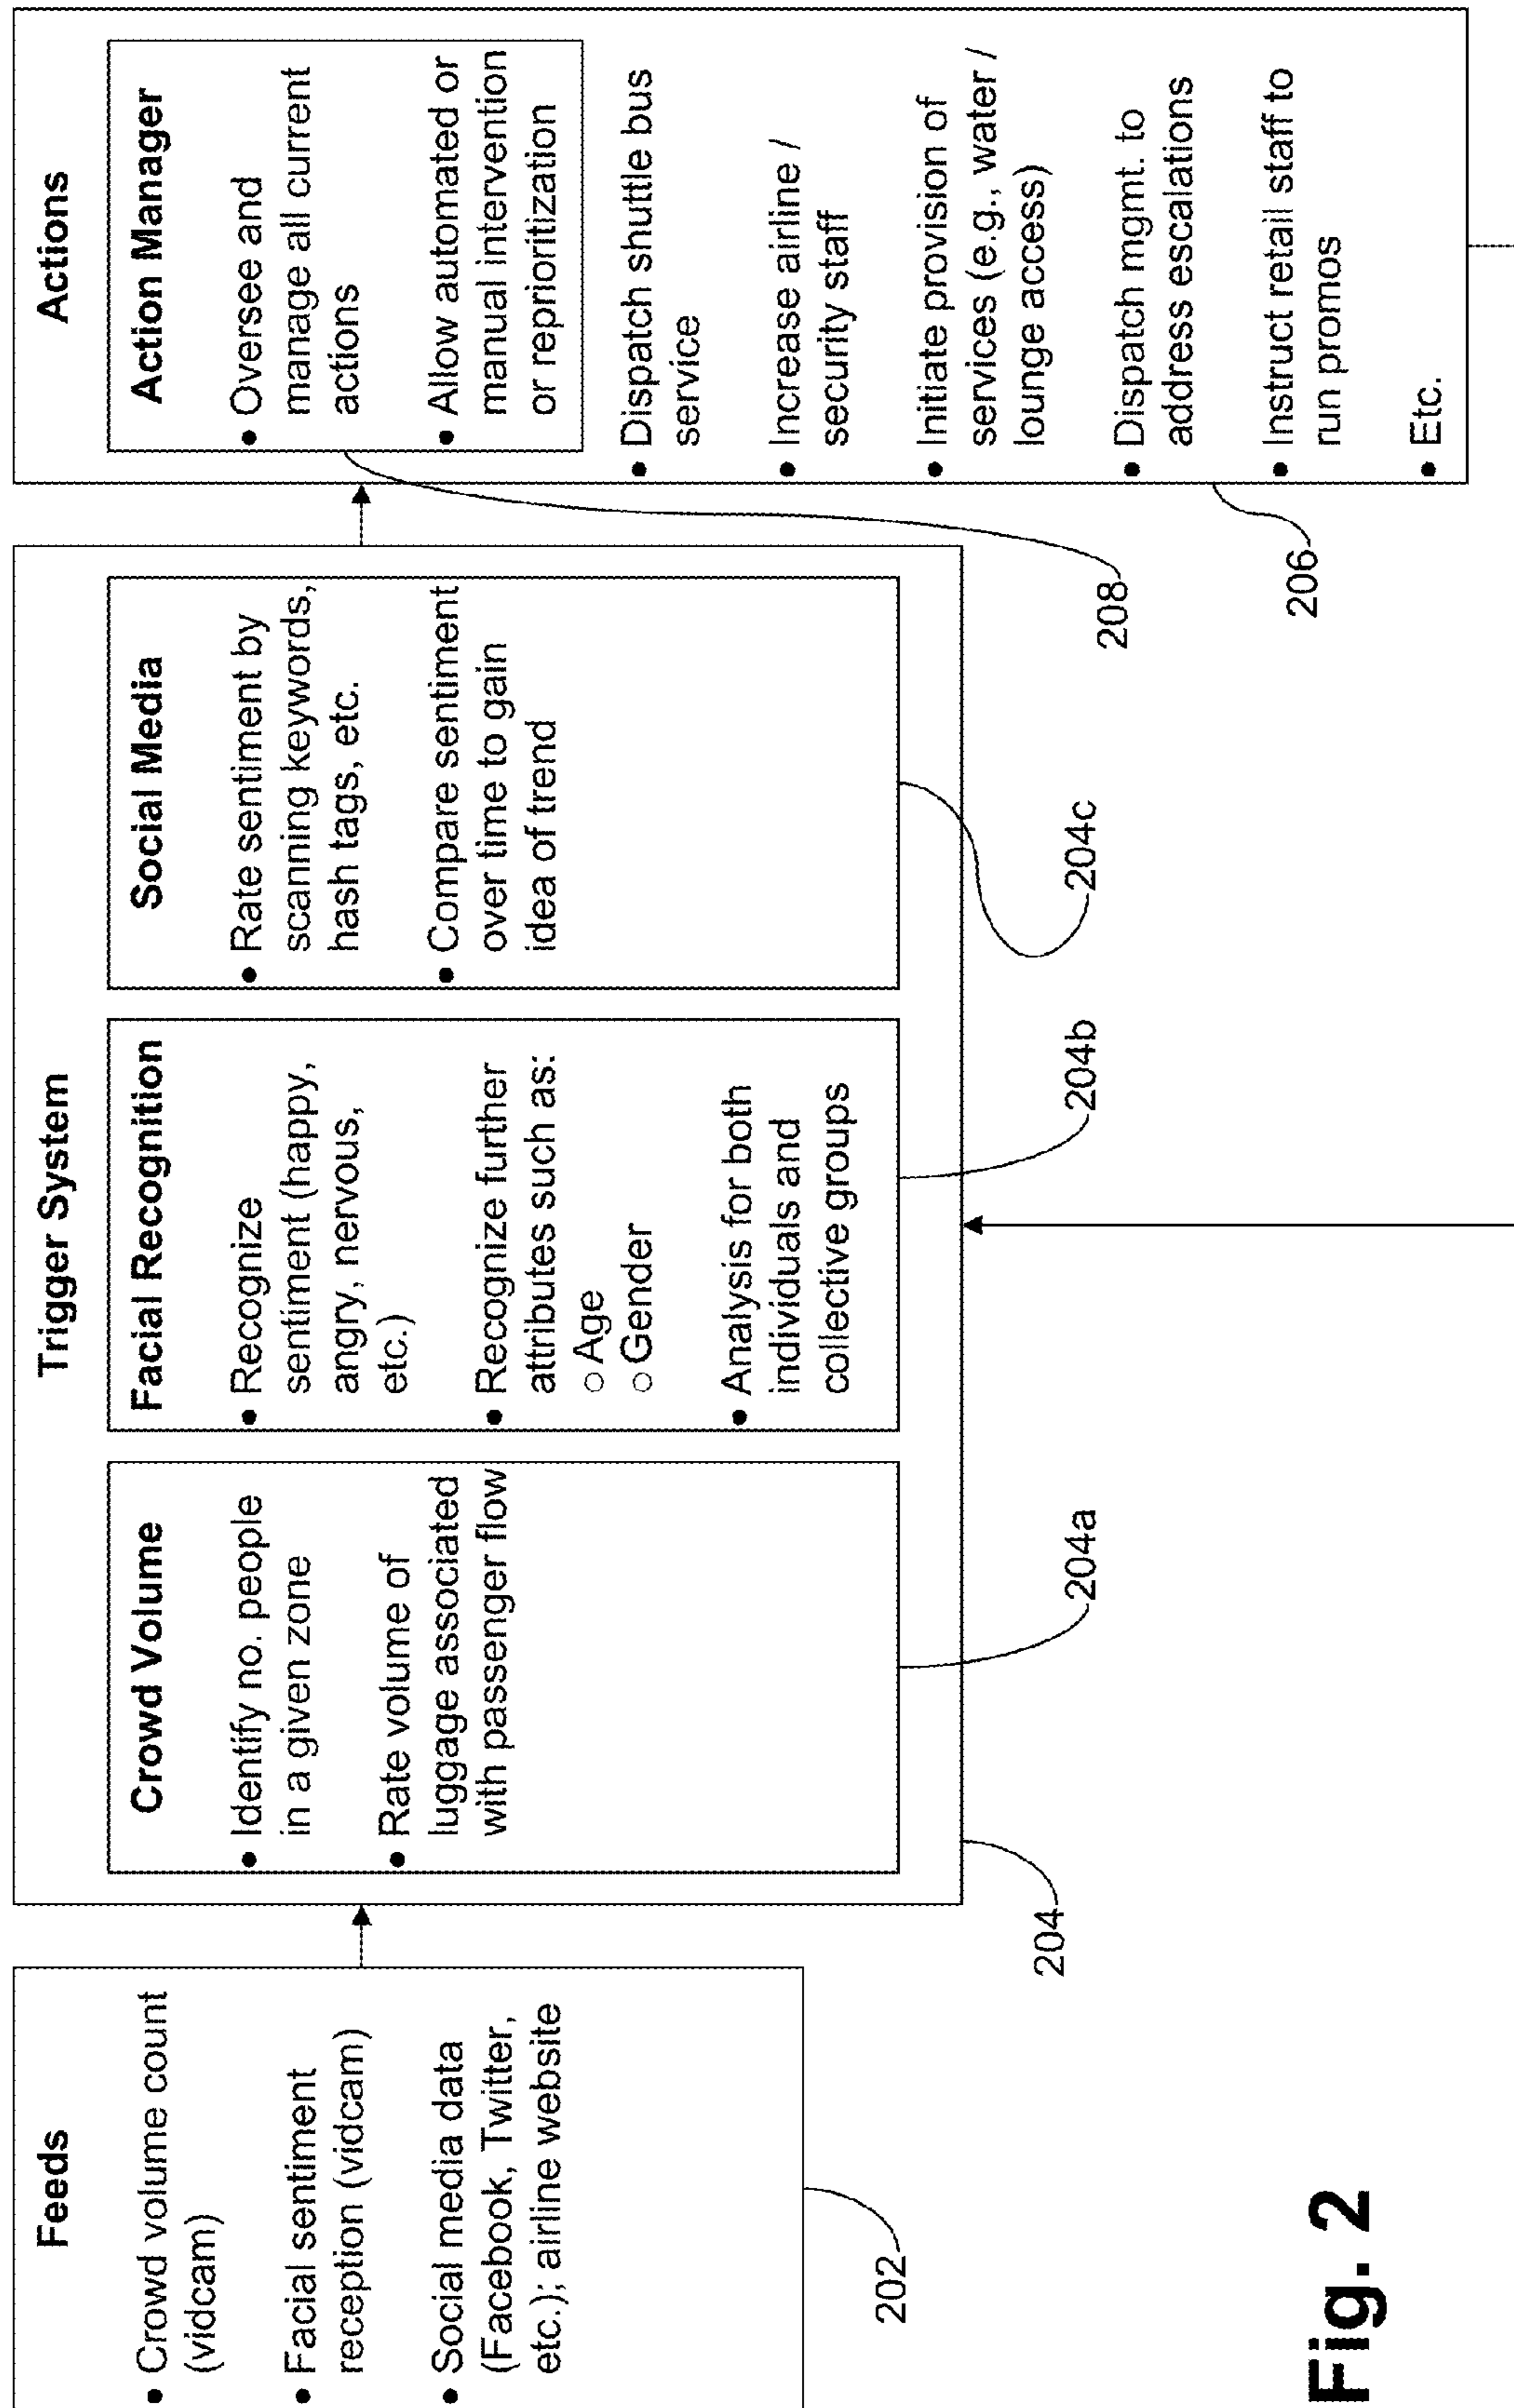 Feeds
• Crowd volume count
(vidcam)
• Facial sentiment
reception (vidcam)
• Social media data
(Facebook, Twitter,
etc.); airline website
202
Trigger System
Crowd Volume
• Identify no. people
in a given zone
• Rate volume of
luggage associated
with passenger flow
204a
Facial Recognition
• Recognize
sentiment (happy,
angry, nervous,
etc.)
• Recognize further
attributes such as:
○ Age
○ Gender
• Analysis for both
individuals and
collective groups
204b
Social Media
• Rate sentiment by
scanning keywords,
hash tags, etc.
• Compare sentiment
over time to gain
idea of trend
204c
204
Actions
Action Manager
• Oversee and
manage all current
actions
• Allow automated or
manual intervention
or reprioritization
208
• Dispatch shuttle bus
service
• Increase airline /
security staff
• Initiate provision of
services (e.g., water /
lounge access)
• Dispatch mgmt. to
address escalations
• Instruct retail staff to
run promos
• Etc.
206
Fig. 2